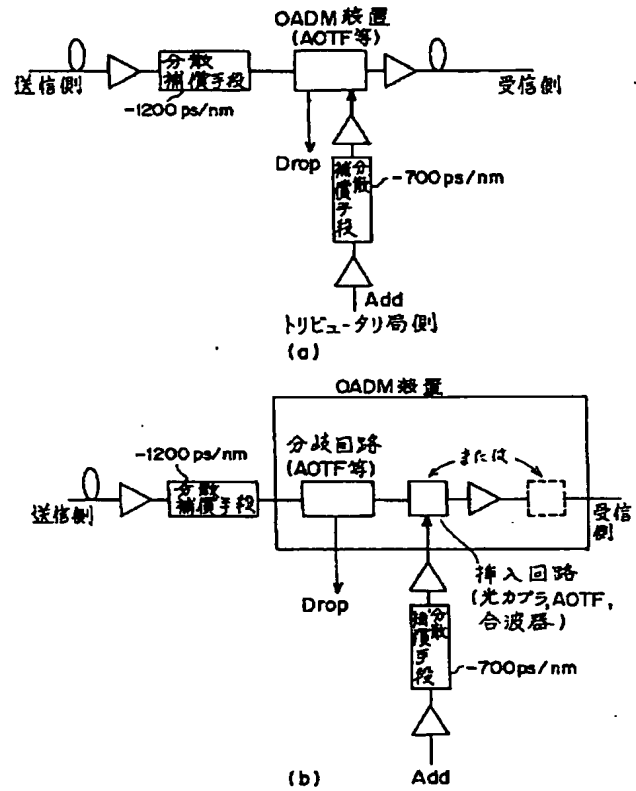 OADM装置
(AOTF等)
送信側
分散
補償手段
-1200 ps/nm
受信側
Drop
分散
補償手段
-700 ps/nm
Add
トリビュータリ局側
(a)
OADM装置
分岐回路
(AOTF等)
または
-1200 ps/nm
送信側
分散
補償手段
受信側
Drop
挿入回路
(光カプラ,AOTF,
合波器)
分散
補償手段
-700 ps/nm
(b)
Add